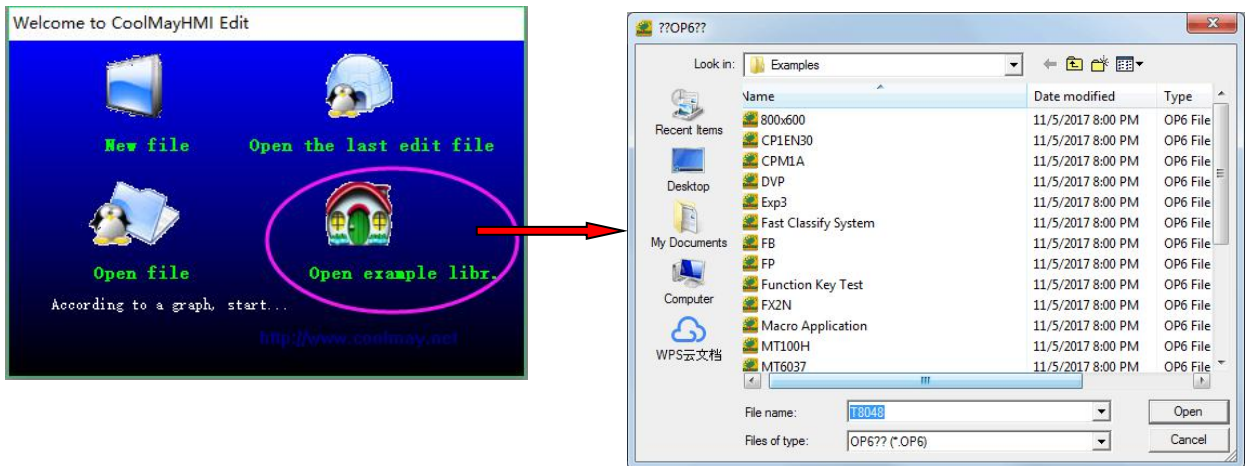 Welcome to CoolMayHMI Edit
New file
Open the last edit file
Open file
Open example libr.
According to a graph, start...
http://www.coolmay.net
??OP6??
Look in:
Examples
Recent Items
Desktop
My Documents
Computer
WPS云文档
Name Date modified Type
800x600 11/5/2017 8:00 PM OP6 File
CP1EN30 11/5/2017 8:00 PM OP6 File
CPM1A 11/5/2017 8:00 PM OP6 File
DVP 11/5/2017 8:00 PM OP6 File
Exp3 11/5/2017 8:00 PM OP6 File
Fast Classify System 11/5/2017 8:00 PM OP6 File
FB 11/5/2017 8:00 PM OP6 File
FP 11/5/2017 8:00 PM OP6 File
Function Key Test 11/5/2017 8:00 PM OP6 File
FX2N 11/5/2017 8:00 PM OP6 File
Macro Application 11/5/2017 8:00 PM OP6 File
MT100H 11/5/2017 8:00 PM OP6 File
MT6037 11/5/2017 8:00 PM OP6 File
File name: T8048 Open
Files of type: OP6?? (*.OP6) Cancel